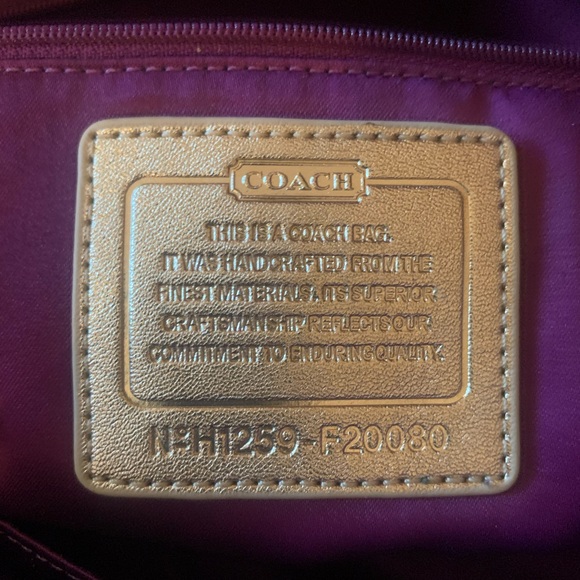 COACH
THIS IS A COACH BAG.
IT WAS HANDCRAFTED FROM THE
FINEST MATERIALS, ITS SUPERIOR
CRAFTSMANSHIP REFLECTS OUR
COMMITMENT TO ENDURING QUALITY.
Nº H1259-F20080